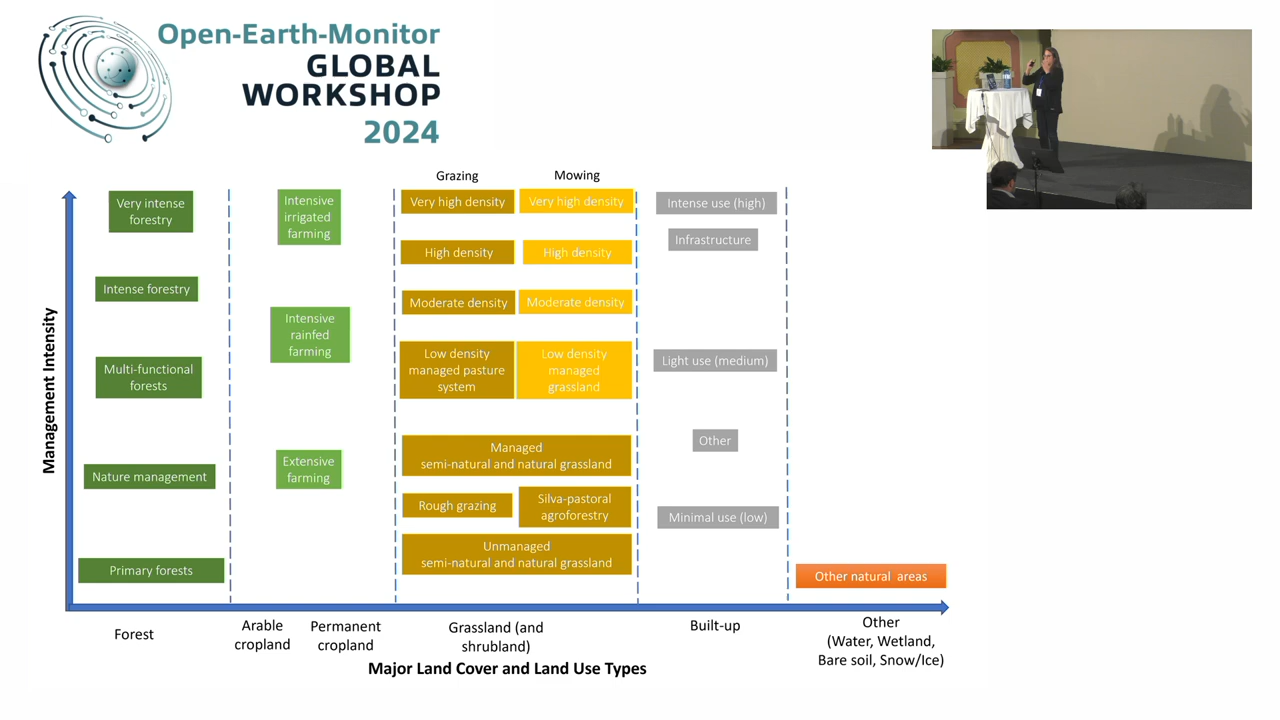 Open-Earth-Monitor
GLOBAL
WORKSHOP
2024
Grazing
Mowing
Very intense
forestry
Intense forestry
Multi-functional
forests
Nature management
Primary forests
Intensive
irrigated
farming
Intensive
rainfed
farming
Extensive
farming
Very high density
Very high density
High density
High density
Moderate density
Moderate density
Low density
managed pasture
system
Low density
managed
grassland
Managed
semi-natural and natural grassland
Rough grazing
Silva-pastoral
agroforestry
Unmanaged
semi-natural and natural grassland
Intense use (high)
Infrastructure
Light use (medium)
Other
Minimal use (low)
Other natural areas
Management Intensity
Forest
Arable
cropland
Permanent
cropland
Grassland (and
shrubland)
Built-up
Other
(Water, Wetland,
Bare soil, Snow/Ice)
Major Land Cover and Land Use Types